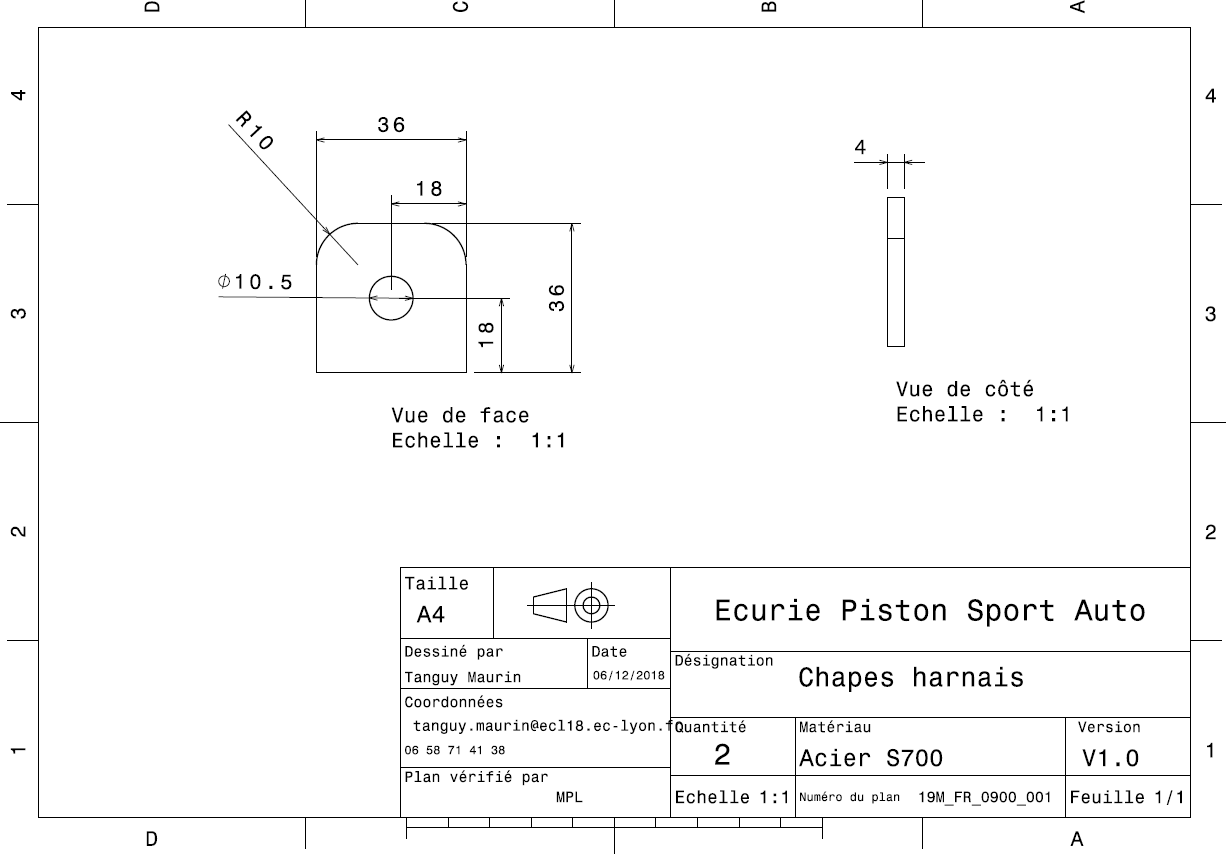 D C B A
4 4
R10
36
4
18
Ø10.5
36
3 3
18
Vue de face
Echelle : 1:1
Vue de côté
Echelle : 1:1
2 2
Taille
A4
Ecurie Piston Sport Auto
Dessiné par
Tanguy Maurin
Date
06/12/2018
Désignation
Chapes harnais
Coordonnées
tanguy.maurin@ecl18.ec-lyon.fr
06 58 71 41 38
Quantité
2
Matériau
Acier S700
Version
V1.0
1 1
Plan vérifié par
MPL
Echelle 1:1
Numéro du plan 19M_FR_0900_001
Feuille 1/1
D A